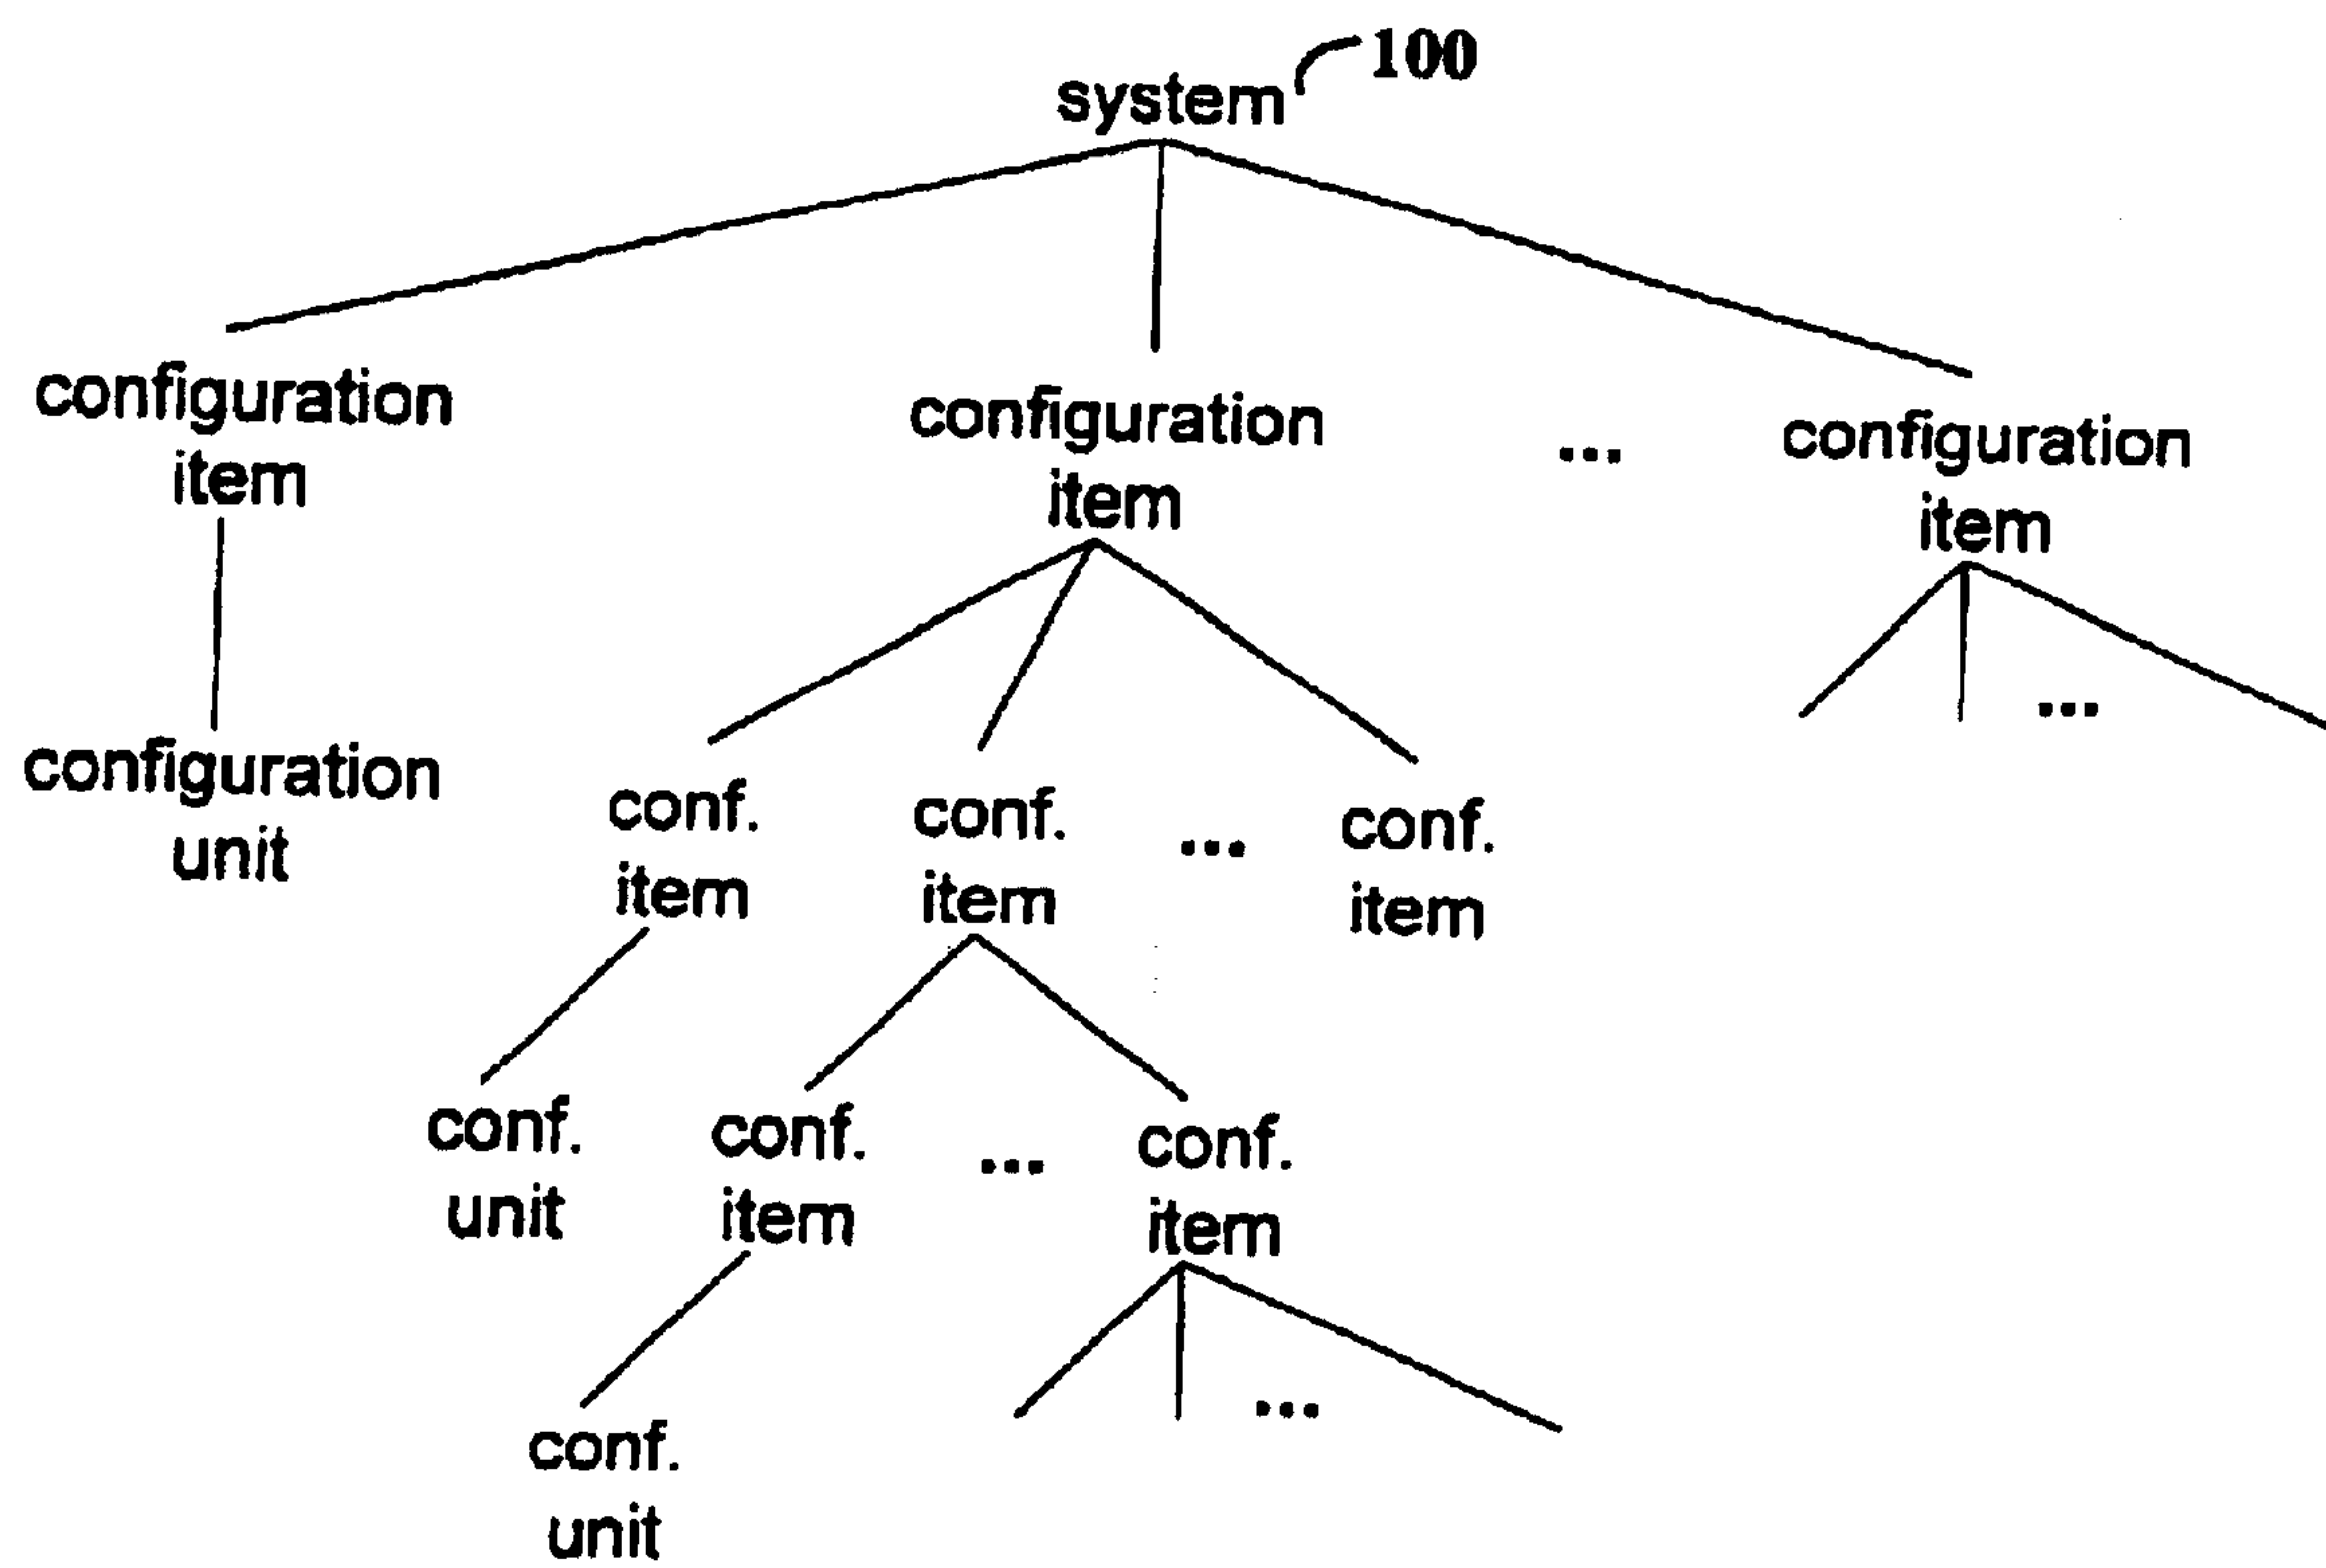 100
system
configuration
item
configuration
item
...
configuration
item
configuration
unit
conf.
item
conf.
item
...
conf.
item
...
conf.
unit
conf.
item
...
conf.
item
conf.
unit
...